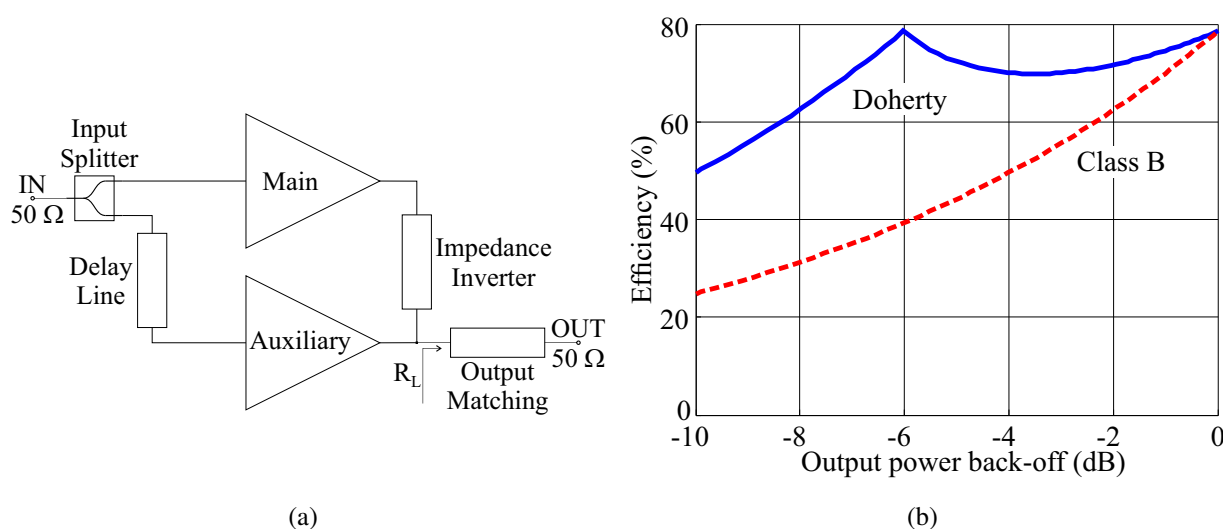 Input
Splitter
IN
50 Ω
Main
Delay
Line
Impedance
Inverter
Auxiliary
R_L
OUT
50 Ω
Output
Matching
(a)
80
60
40
20
0
Efficiency (%)
Doherty
Class B
-10
-8
-6
-4
-2
0
Output power back-off (dB)
(b)